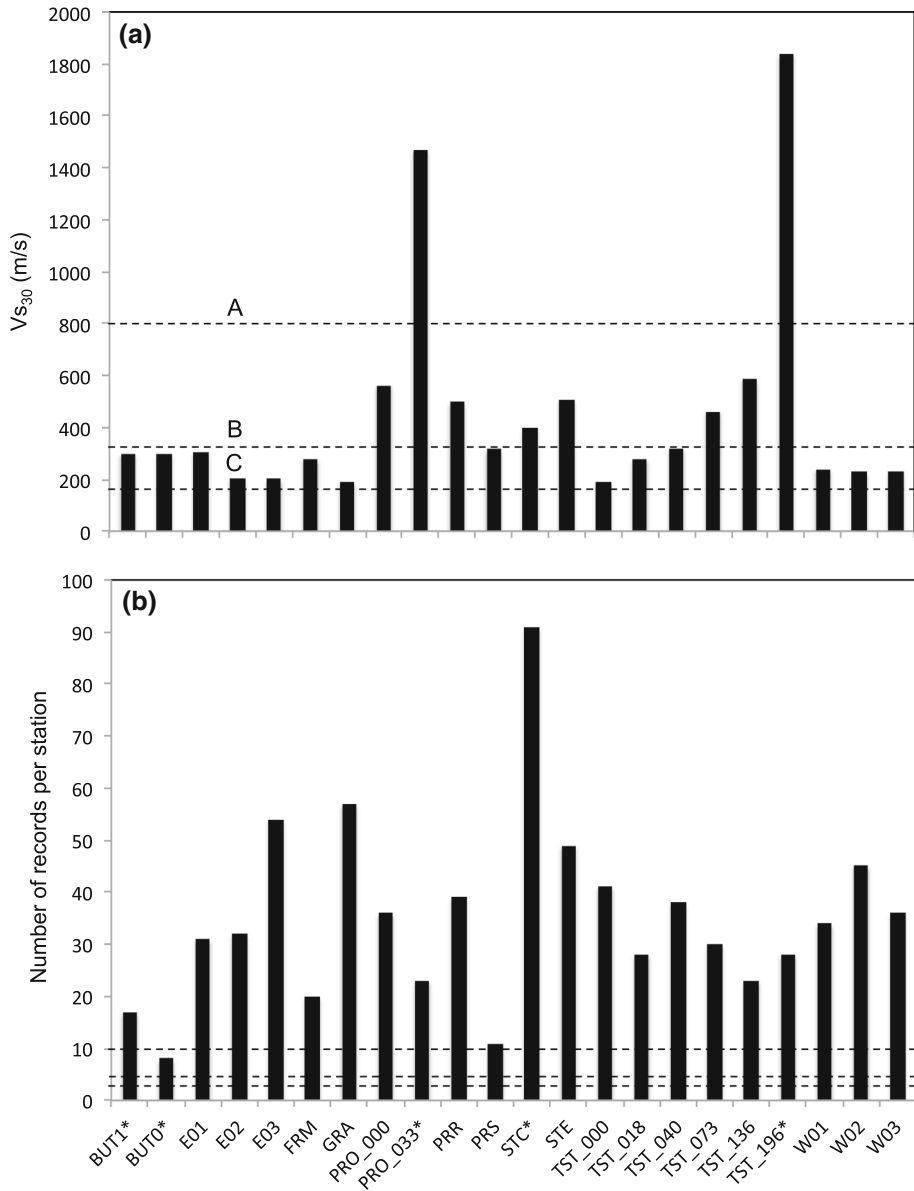 (a)
Vs30 (m/s)
2000
1800
1600
1400
1200
1000
800
600
400
200
0
A
B
C
(b)
Number of records per station
100
90
80
70
60
50
40
30
20
10
0
BUT1*
BUT0*
E01
E02
E03
FRM
GRA
PRO_000
PRO_033*
PRR
PRS
STC*
STE
TST_000
TST_018
TST_040
TST_073
TST_136
TST_196*
W01
W02
W03